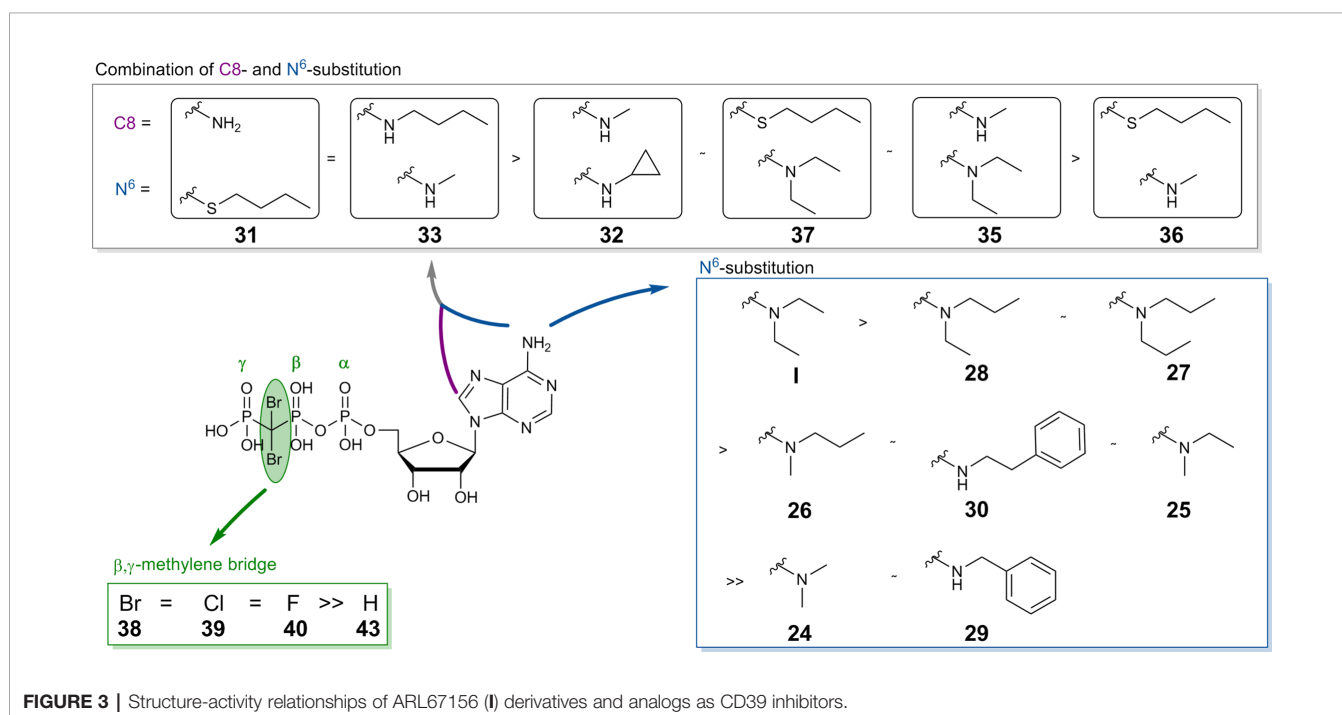 Combination of C8- and N⁶-substitution
C8 =
NH₂
N
H
N
H
S
N
H
S
= > ~ ~ >
N⁶ =
S
N
H
N
H
N
N
N
H
31 33 32 37 35 36
N⁶-substitution
N > N ~ N
I 28 27
> N ~ N
H ~ N
26 30 25
>> N ~ N
H
24 29
γ β α
NH₂
O OH O
Br
HO P P O P O
OH OH OH
Br
O
N N
N N
OH OH
β,γ-methylene bridge
Br = Cl = F >> H
38 39 40 43
FIGURE 3 | Structure-activity relationships of ARL67156 (I) derivatives and analogs as CD39 inhibitors.